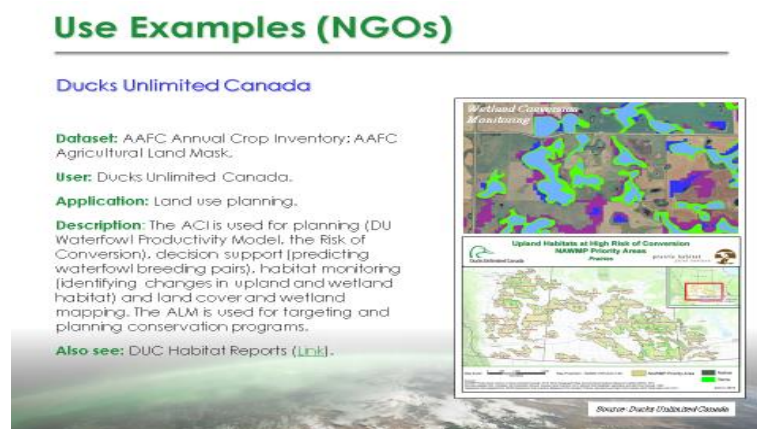 Use Examples (NGOs)
Ducks Unlimited Canada
Dataset: AAFC Annual Crop Inventory; AAFC
Agricultural Land Mask.
User: Ducks Unlimited Canada.
Application: Land use planning.
Description: The ACI is used for planning (DU
Waterfowl Productivity Model, the Risk of
Conversion), decision support (predicting
waterfowl breeding pairs), habitat monitoring
(identifying changes in upland and wetland
habitat) and land cover and wetland
mapping. The ALM is used for targeting and
planning conservation programs.
Also see: DUC Habitat Reports (Link).
Wetland Conversion
Monitoring
Upland Habitats at High Risk of Conversion
NAWMP Priority Areas
Prairies
Ducks Unlimited Canada
prairie habitat
NAWMP Priority Area
Source: Ducks Unlimited Canada